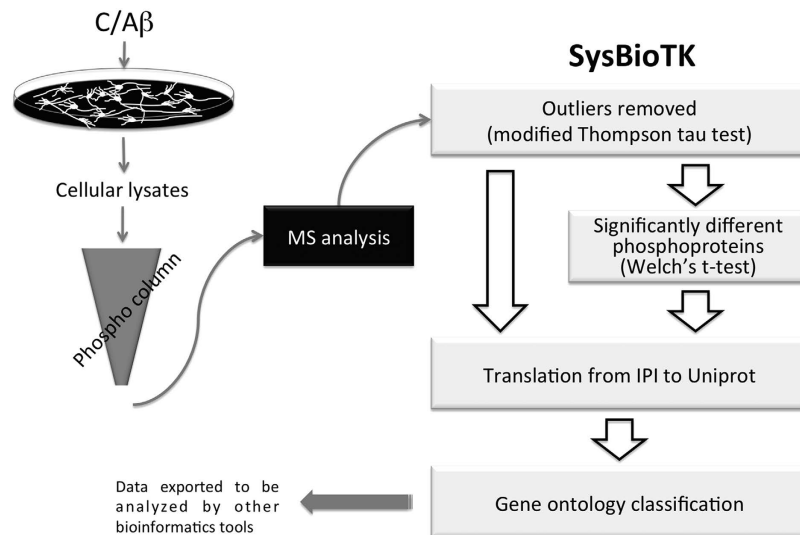 C/Aβ
Cellular lysates
Phospho column
MS analysis
SysBioTK
Outliers removed
(modified Thompson tau test)
Significantly different
phosphoproteins
(Welch’s t-test)
Translation from IPI to Uniprot
Gene ontology classification
Data exported to be
analyzed by other
bioinformatics tools